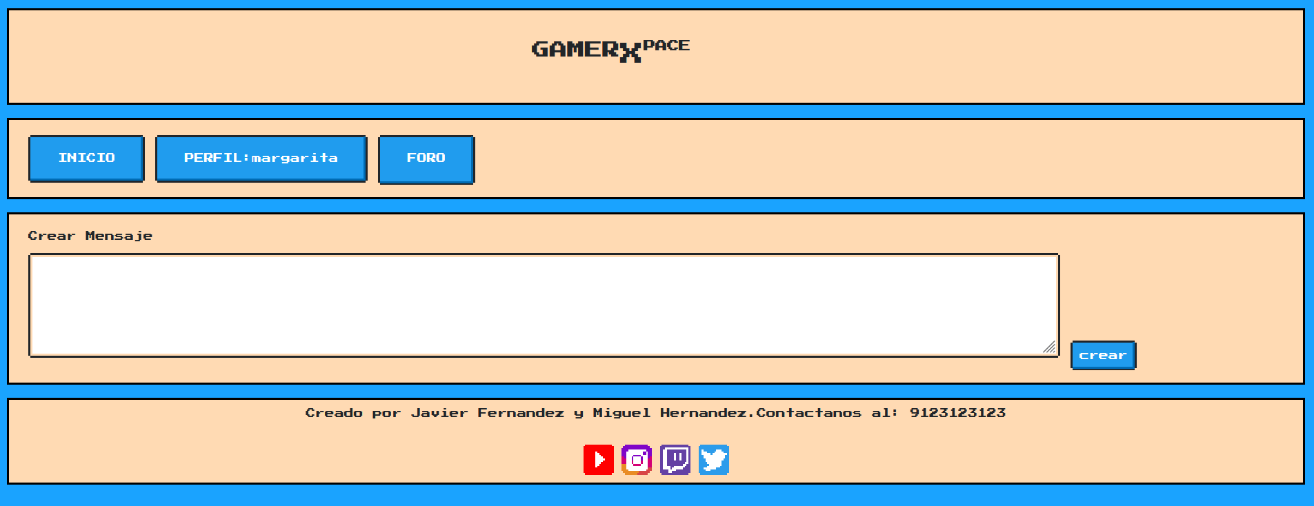 GAMERXPACE
INICIO PERFIL:margarita FORO
Crear Mensaje
crear
Creado por Javier Fernandez y Miguel Hernandez.Contactanos al: 9123123123